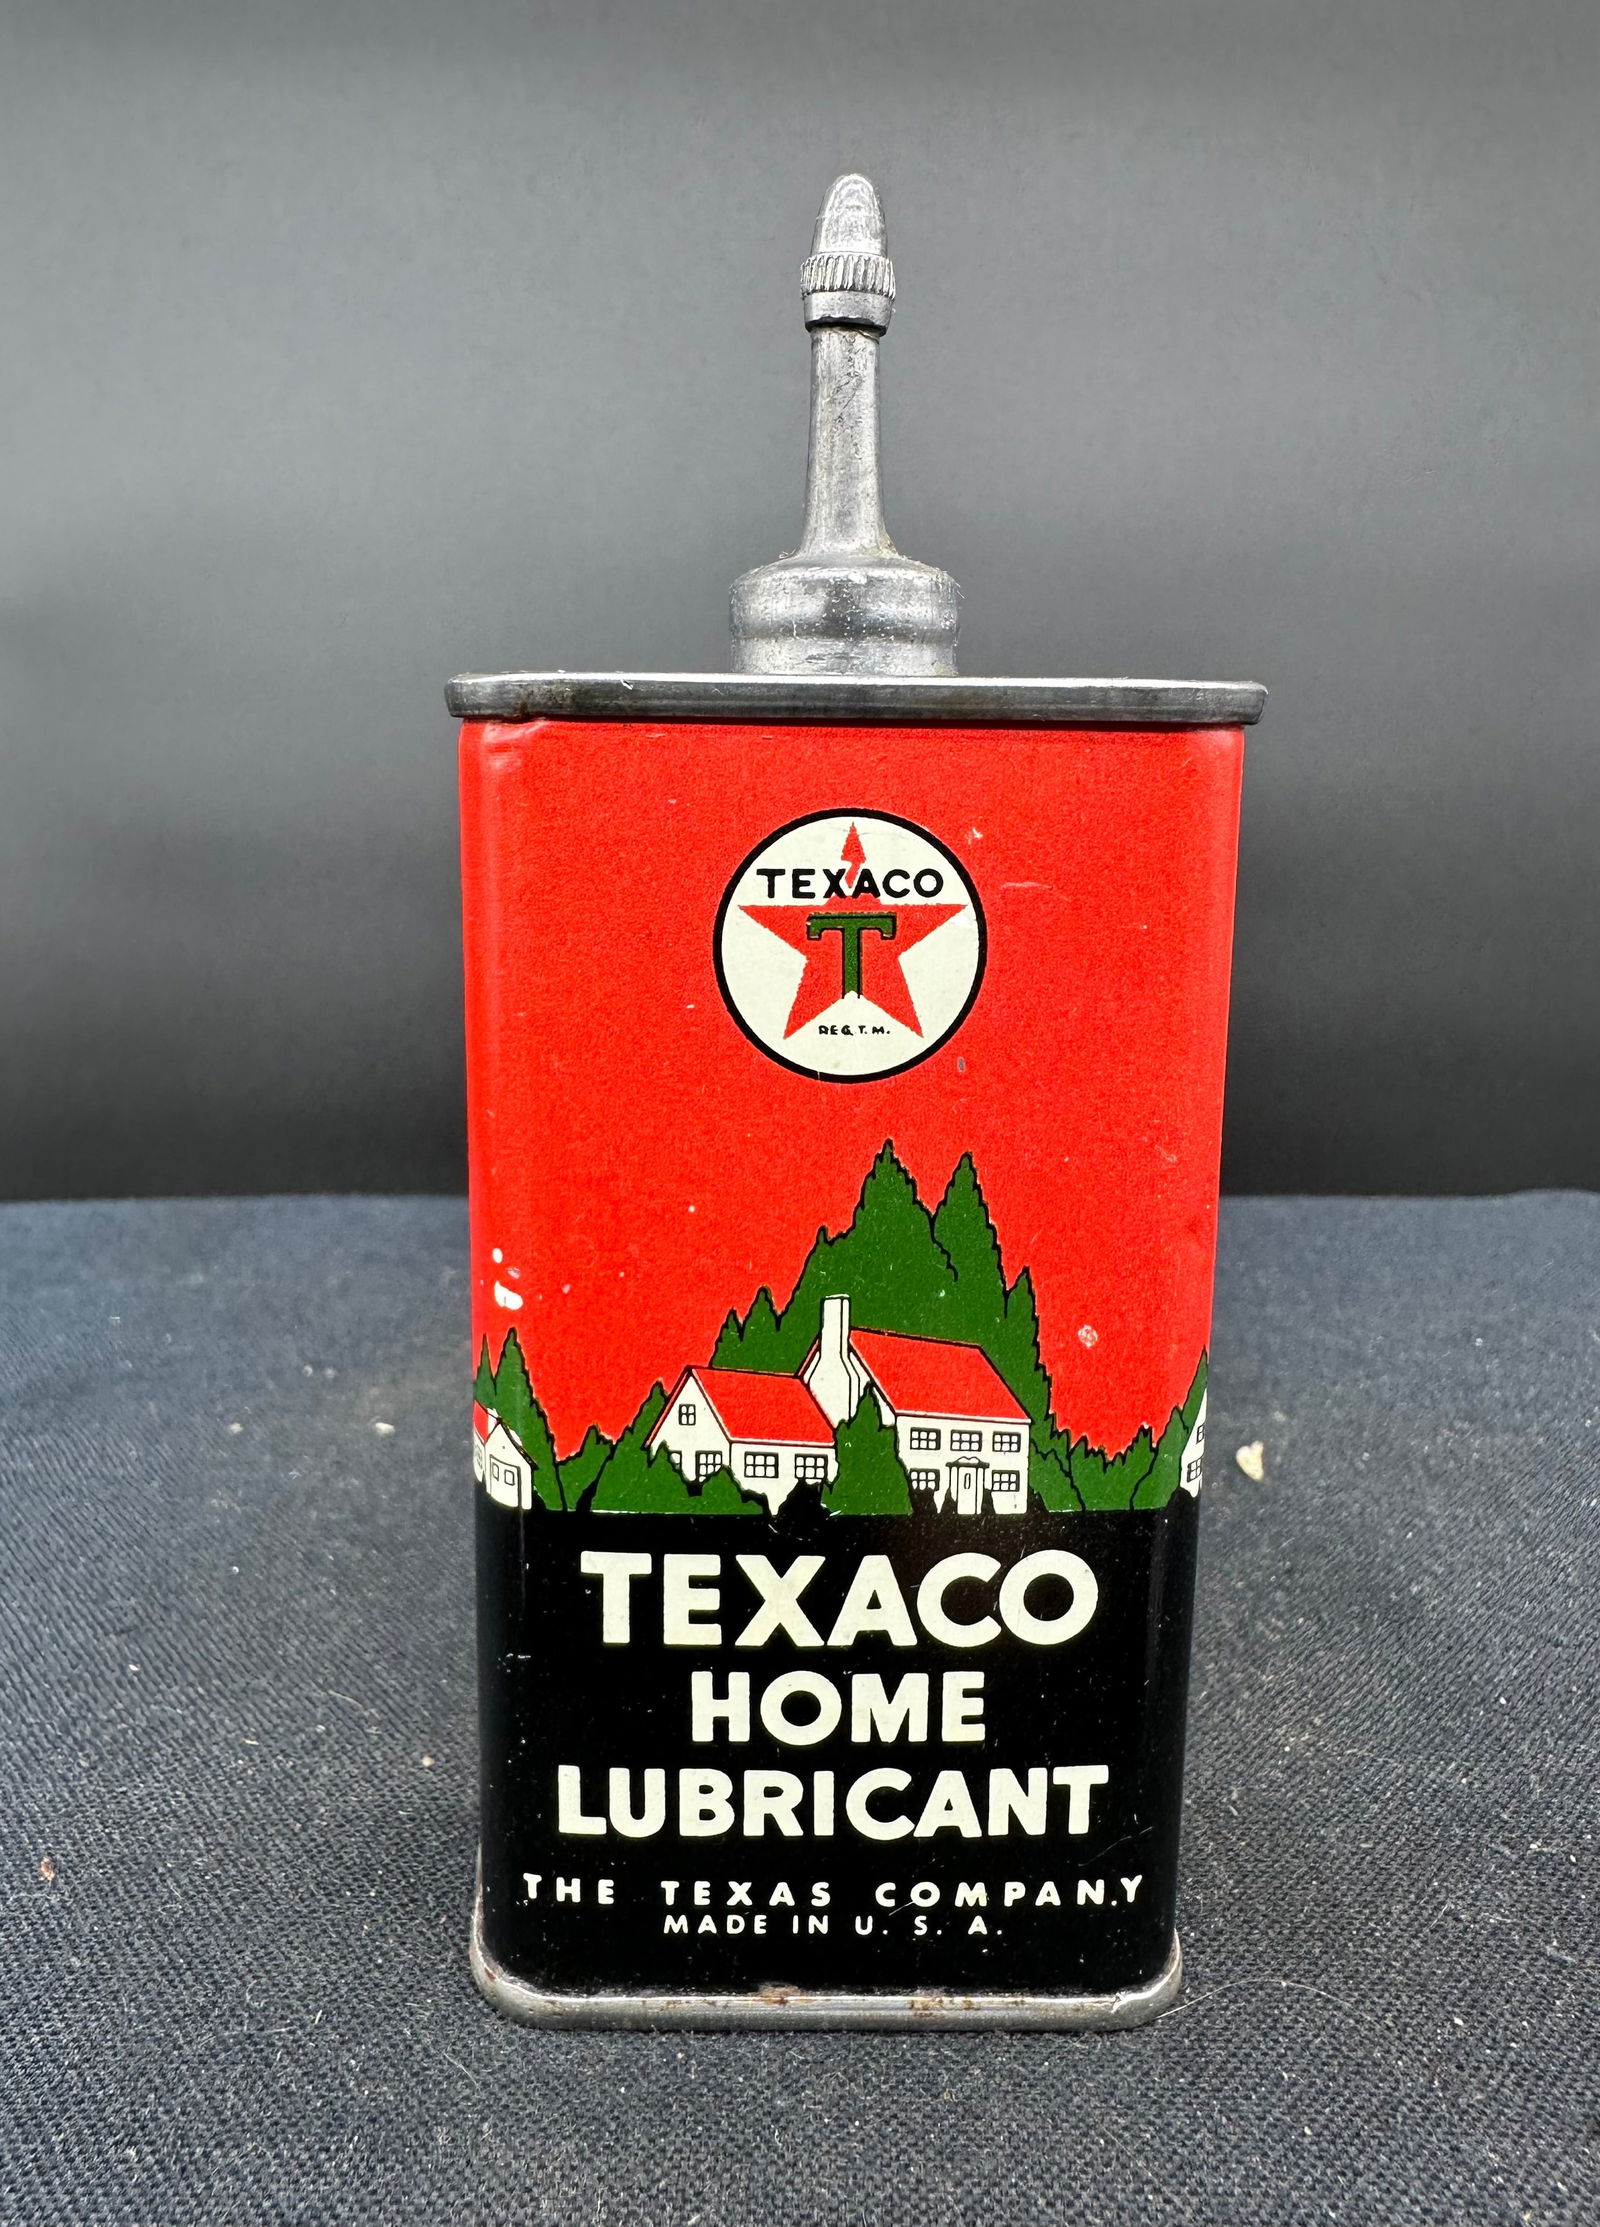 TEXACO
T
REG. T. M.
TEXACO
HOME
LUBRICANT
THE TEXAS COMPANY
MADE IN U. S. A.